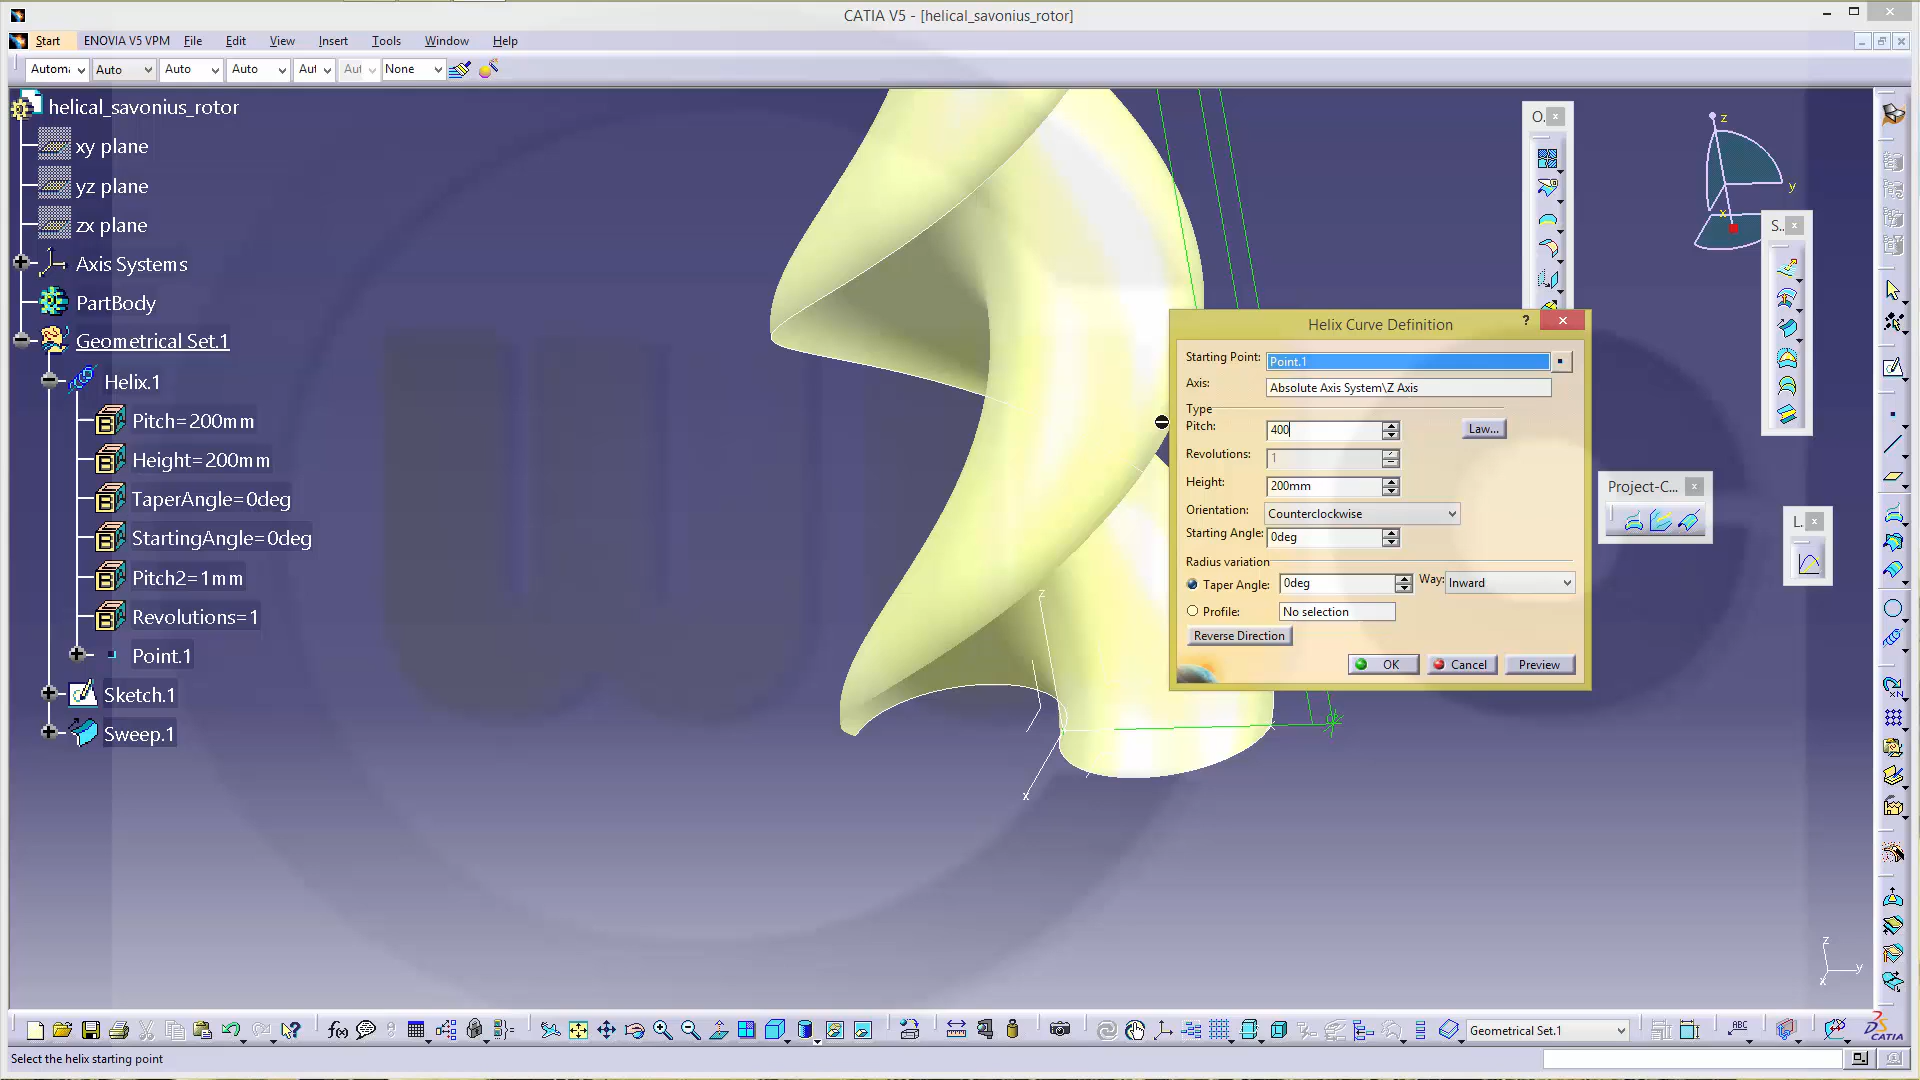 CATIA V5 - [helical_savonius_rotor]
Start ENOVIA V5 VPM File Edit View Insert Tools Window Help
Automa Auto Auto Auto Aut Aut None
helical_savonius_rotor
xy plane
yz plane
zx plane
Axis Systems
PartBody
Geometrical Set.1
Helix.1
Pitch=200mm
Height=200mm
TaperAngle=0deg
StartingAngle=0deg
Pitch2=1mm
Revolutions=1
Point.1
Sketch.1
Sweep.1
z
x
O.
z
y
x
S..
Helix Curve Definition ?
Starting Point: Point.1
Axis: Absolute Axis System\Z Axis
Type
Pitch: 400 Law...
Revolutions: 1
Height: 200mm
Orientation: Counterclockwise
Starting Angle: 0deg
Radius variation
Taper Angle: 0deg Way: Inward
Profile: No selection
Reverse Direction
OK Cancel Preview
Project-C...
L.
z
y
x
Geometrical Set.1
ABC
CATIA
Select the helix starting point